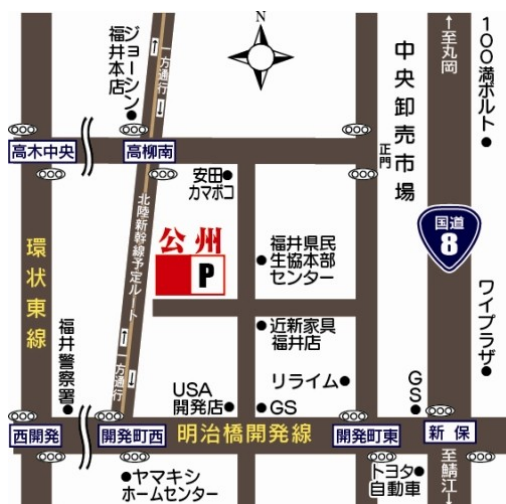 N
ジョーシン
福井本店
一方通行
中央卸売市場
正門
↑至丸岡
100満ボルト
高木中央
高柳南
安田
カマボコ
北陸新幹線予定ルート
公州
P
福井県民
生協本部
センター
国道
8
環状東線
近新家具
福井店
ワイプラザ
一方通行
福井警察署
USA
開発店
リライム
GS
GS
西開発
開発町西
明治橋開発線
開発町東
新保
ヤマキシ
ホームセンター
トヨタ
自動車
至鯖江↓